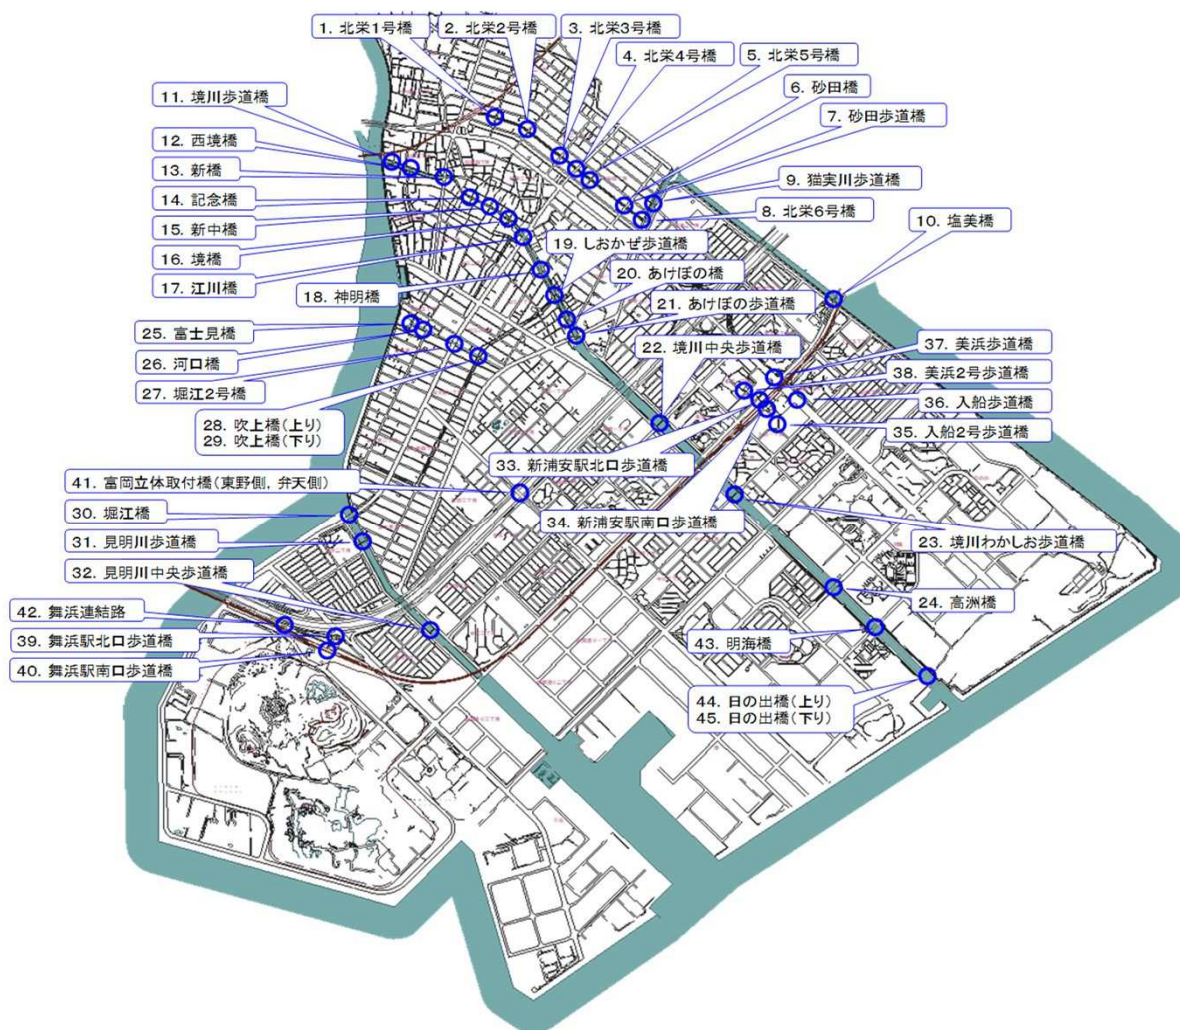 1. 北栄1号橋
2. 北栄2号橋
3. 北栄3号橋
4. 北栄4号橋
5. 北栄5号橋
6. 砂田橋
7. 砂田歩道橋
9. 猫実川歩道橋
8. 北栄6号橋
10. 塩美橋
11. 境川歩道橋
12. 西境橋
13. 新橋
14. 記念橋
15. 新中橋
16. 境橋
17. 江川橋
18. 神明橋
19. しおかぜ歩道橋
20. あけぼの橋
21. あけぼの歩道橋
22. 境川中央歩道橋
25. 富士見橋
26. 河口橋
27. 堀江2号橋
28. 吹上橋(上り)
29. 吹上橋(下り)
37. 美浜歩道橋
38. 美浜2号歩道橋
36. 入船歩道橋
35. 入船2号歩道橋
33. 新浦安駅北口歩道橋
34. 新浦安駅南口歩道橋
41. 富岡立体取付橋(東野側, 弁天側)
30. 堀江橋
31. 見明川歩道橋
32. 見明川中央歩道橋
23. 境川わかしお歩道橋
24. 高洲橋
42. 舞浜連結路
39. 舞浜駅北口歩道橋
40. 舞浜駅南口歩道橋
43. 明海橋
44. 日の出橋(上り)
45. 日の出橋(下り)